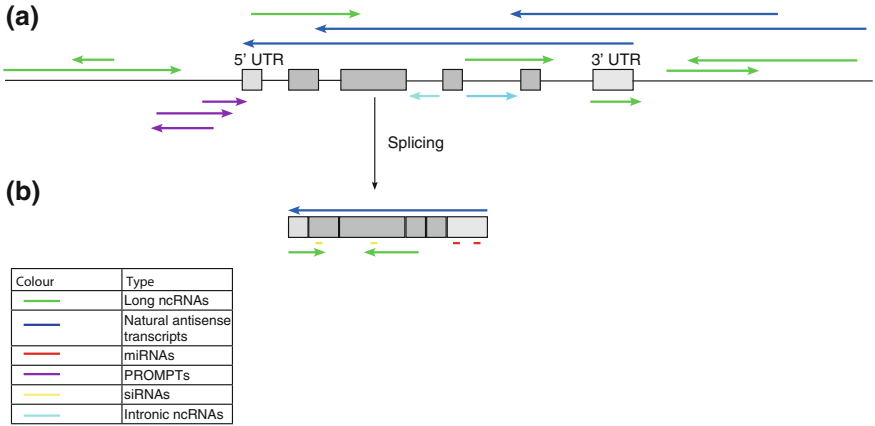 (a)
5' UTR
3' UTR
Splicing
(b)
Colour Type
Long ncRNAs
Natural antisense
transcripts
miRNAs
PROMPTs
siRNAs
Intronic ncRNAs